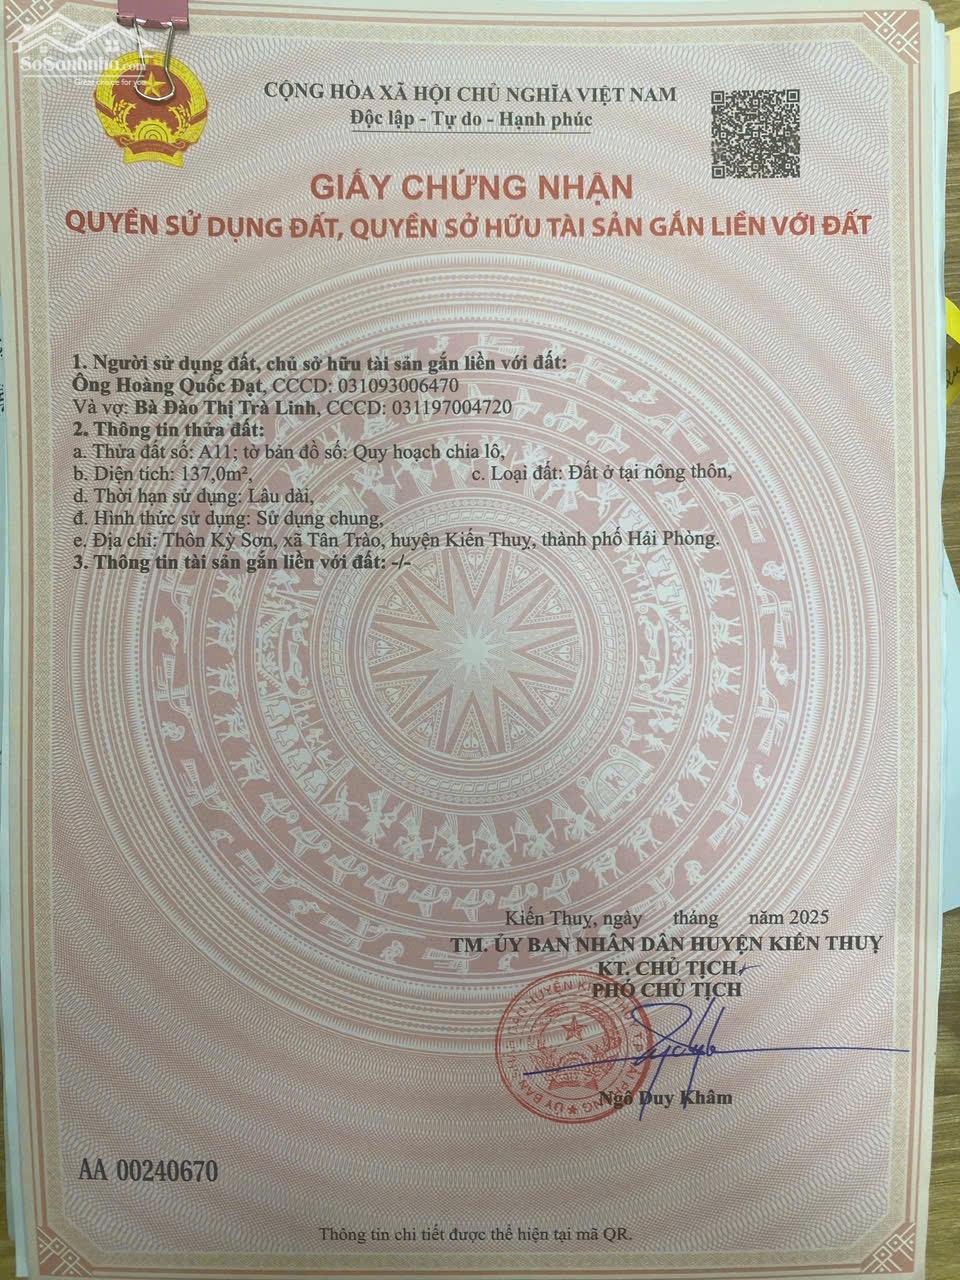 SoSanhnha.com
Great choice for you
CỘNG HÒA XÃ HỘI CHỦ NGHĨA VIỆT NAM
Độc lập - Tự do - Hạnh phúc
GIẤY CHỨNG NHẬN
QUYỀN SỬ DỤNG ĐẤT, QUYỀN SỞ HỮU TÀI SẢN GẮN LIỀN VỚI ĐẤT
1. Người sử dụng đất, chủ sở hữu tài sản gắn liền với đất:
Ông Hoàng Quốc Đạt, CCCD: 031093006470
Và vợ: Bà Đào Thị Trà Linh, CCCD: 031197004720
2. Thông tin thửa đất:
a. Thửa đất số: A11; tờ bản đồ số: Quy hoạch chia lô,
b. Diện tích: 137,0m², c. Loại đất: Đất ở tại nông thôn,
d. Thời hạn sử dụng: Lâu dài,
đ. Hình thức sử dụng: Sử dụng chung,
e. Địa chỉ: Thôn Kỳ Sơn, xã Tân Trào, huyện Kiến Thuỵ, thành phố Hải Phòng.
3. Thông tin tài sản gắn liền với đất: -/-
Kiến Thuỵ, ngày tháng năm 2025
TM. ỦY BAN NHÂN DÂN HUYỆN KIẾN THUỴ
KT. CHỦ TỊCH
PHÓ CHỦ TỊCH
Ngô Duy Khâm
AA 00240670
Thông tin chi tiết được thể hiện tại mã QR.